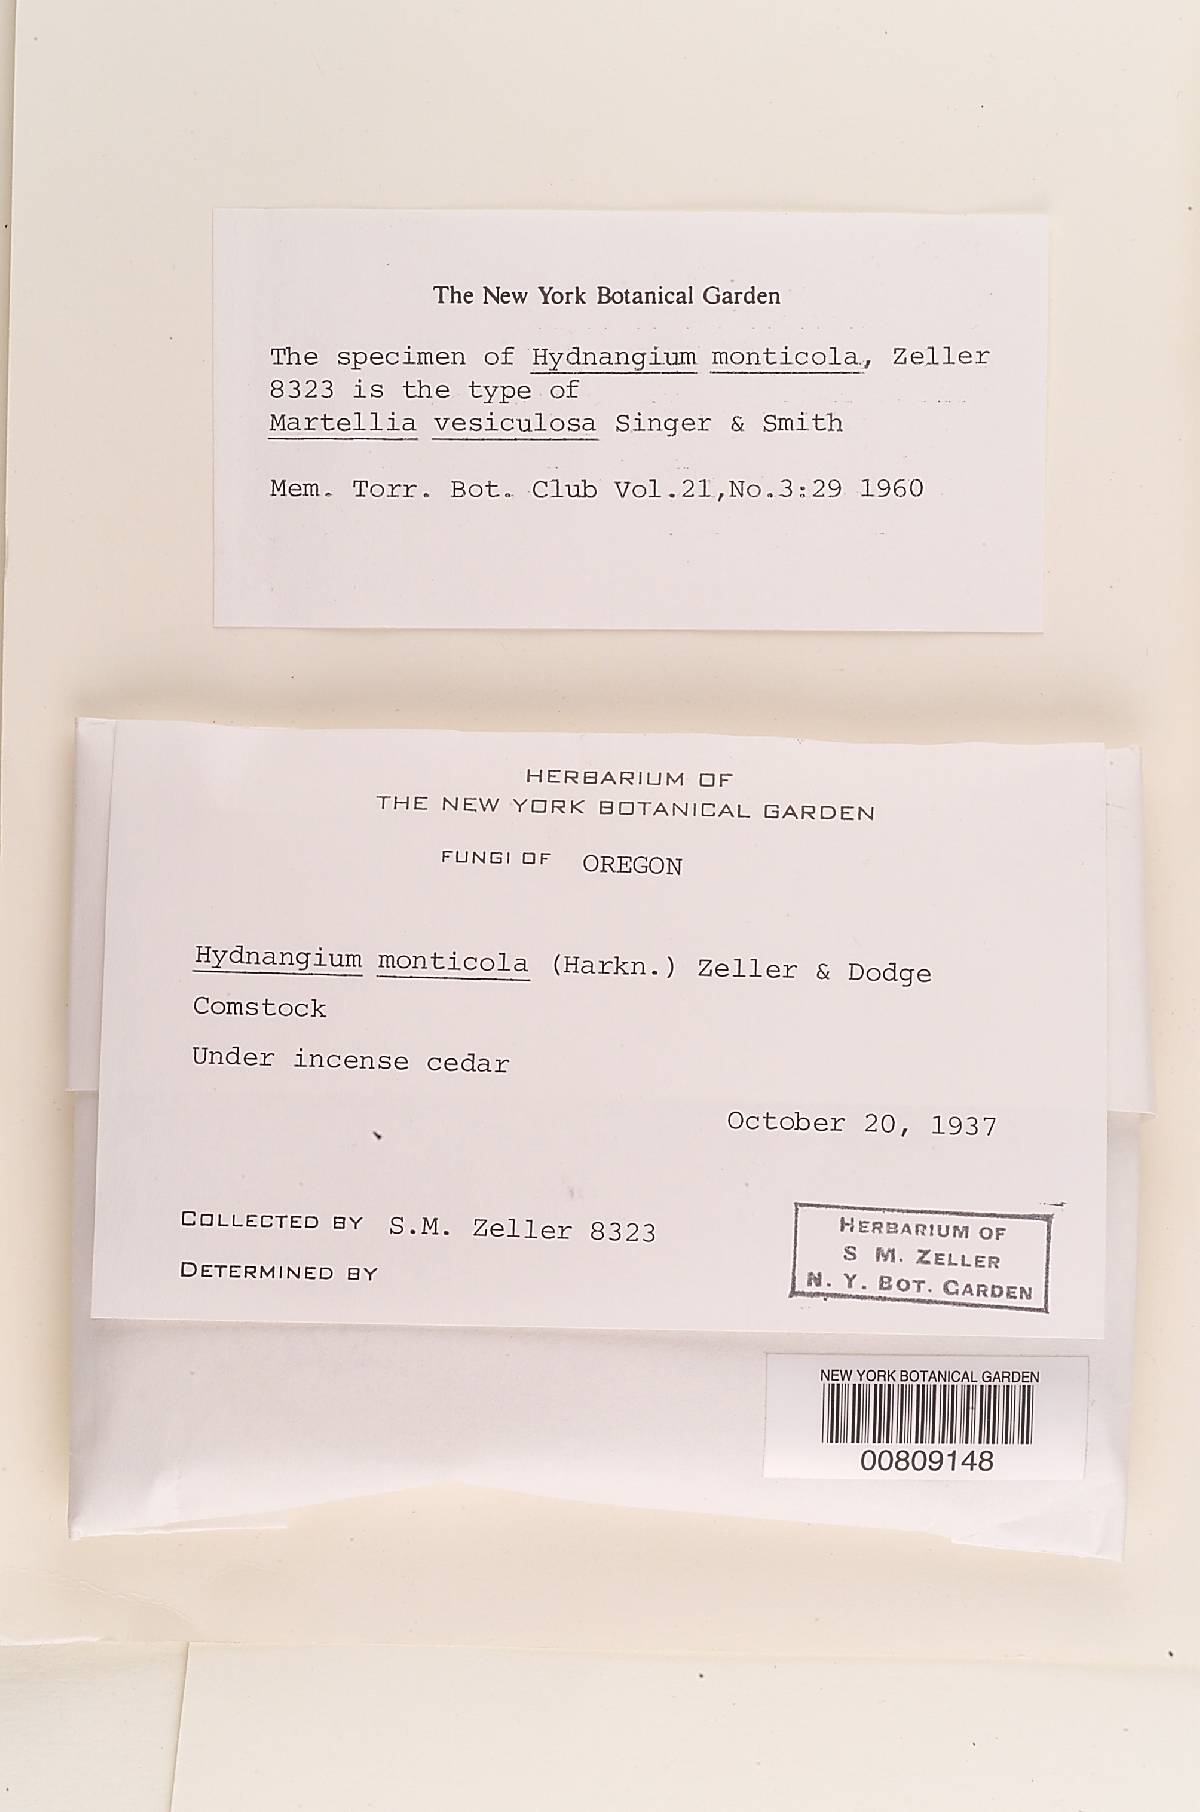 The New York Botanical Garden
The specimen of Hydnangium monticola, Zeller
8323 is the type of
Martellia vesiculosa Singer & Smith
Mem. Torr. Bot. Club Vol.21,No.3:29 1960
HERBARIUM OF
THE NEW YORK BOTANICAL GARDEN
FUNGI OF OREGON
Hydnangium monticola (Harkn.) Zeller & Dodge
Comstock
Under incense cedar
October 20, 1937
COLLECTED BY S.M. Zeller 8323
DETERMINED BY
HERBARIUM OF
S M. ZELLER
N. Y. BOT. GARDEN
NEW YORK BOTANICAL GARDEN
00809148